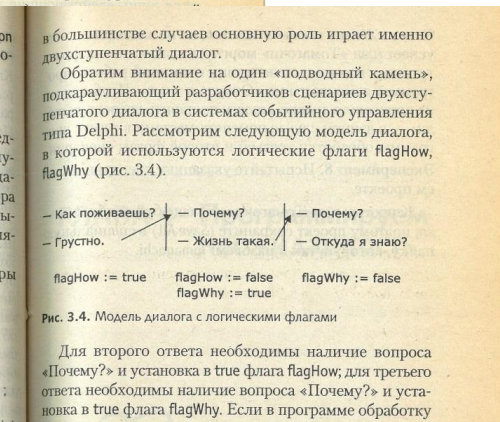 в большинстве случаев основную роль играет именно
двухступенчатый диалог.
Обратим внимание на один «подводный камень»,
подкарауливающий разработчиков сценариев двухсту-
пенчатого диалога в системах событийного управления
типа Delphi. Рассмотрим следующую модель диалога,
в которой используются логические флаги flagHow,
flagWhy (рис. 3.4).
— Как поживаешь? — Почему? — Почему?
— Грустно. — Жизнь такая. — Откуда я знаю?
flagHow := true flagHow := false flagWhy := false
flagWhy := true
Рис. 3.4. Модель диалога с логическими флагами
Для второго ответа необходимы наличие вопроса
«Почему?» и установка в true флага flagHow; для третьего
ответа необходимы наличие вопроса «Почему?» и уста-
новка в true флага flagWhy. Если в программе обработку